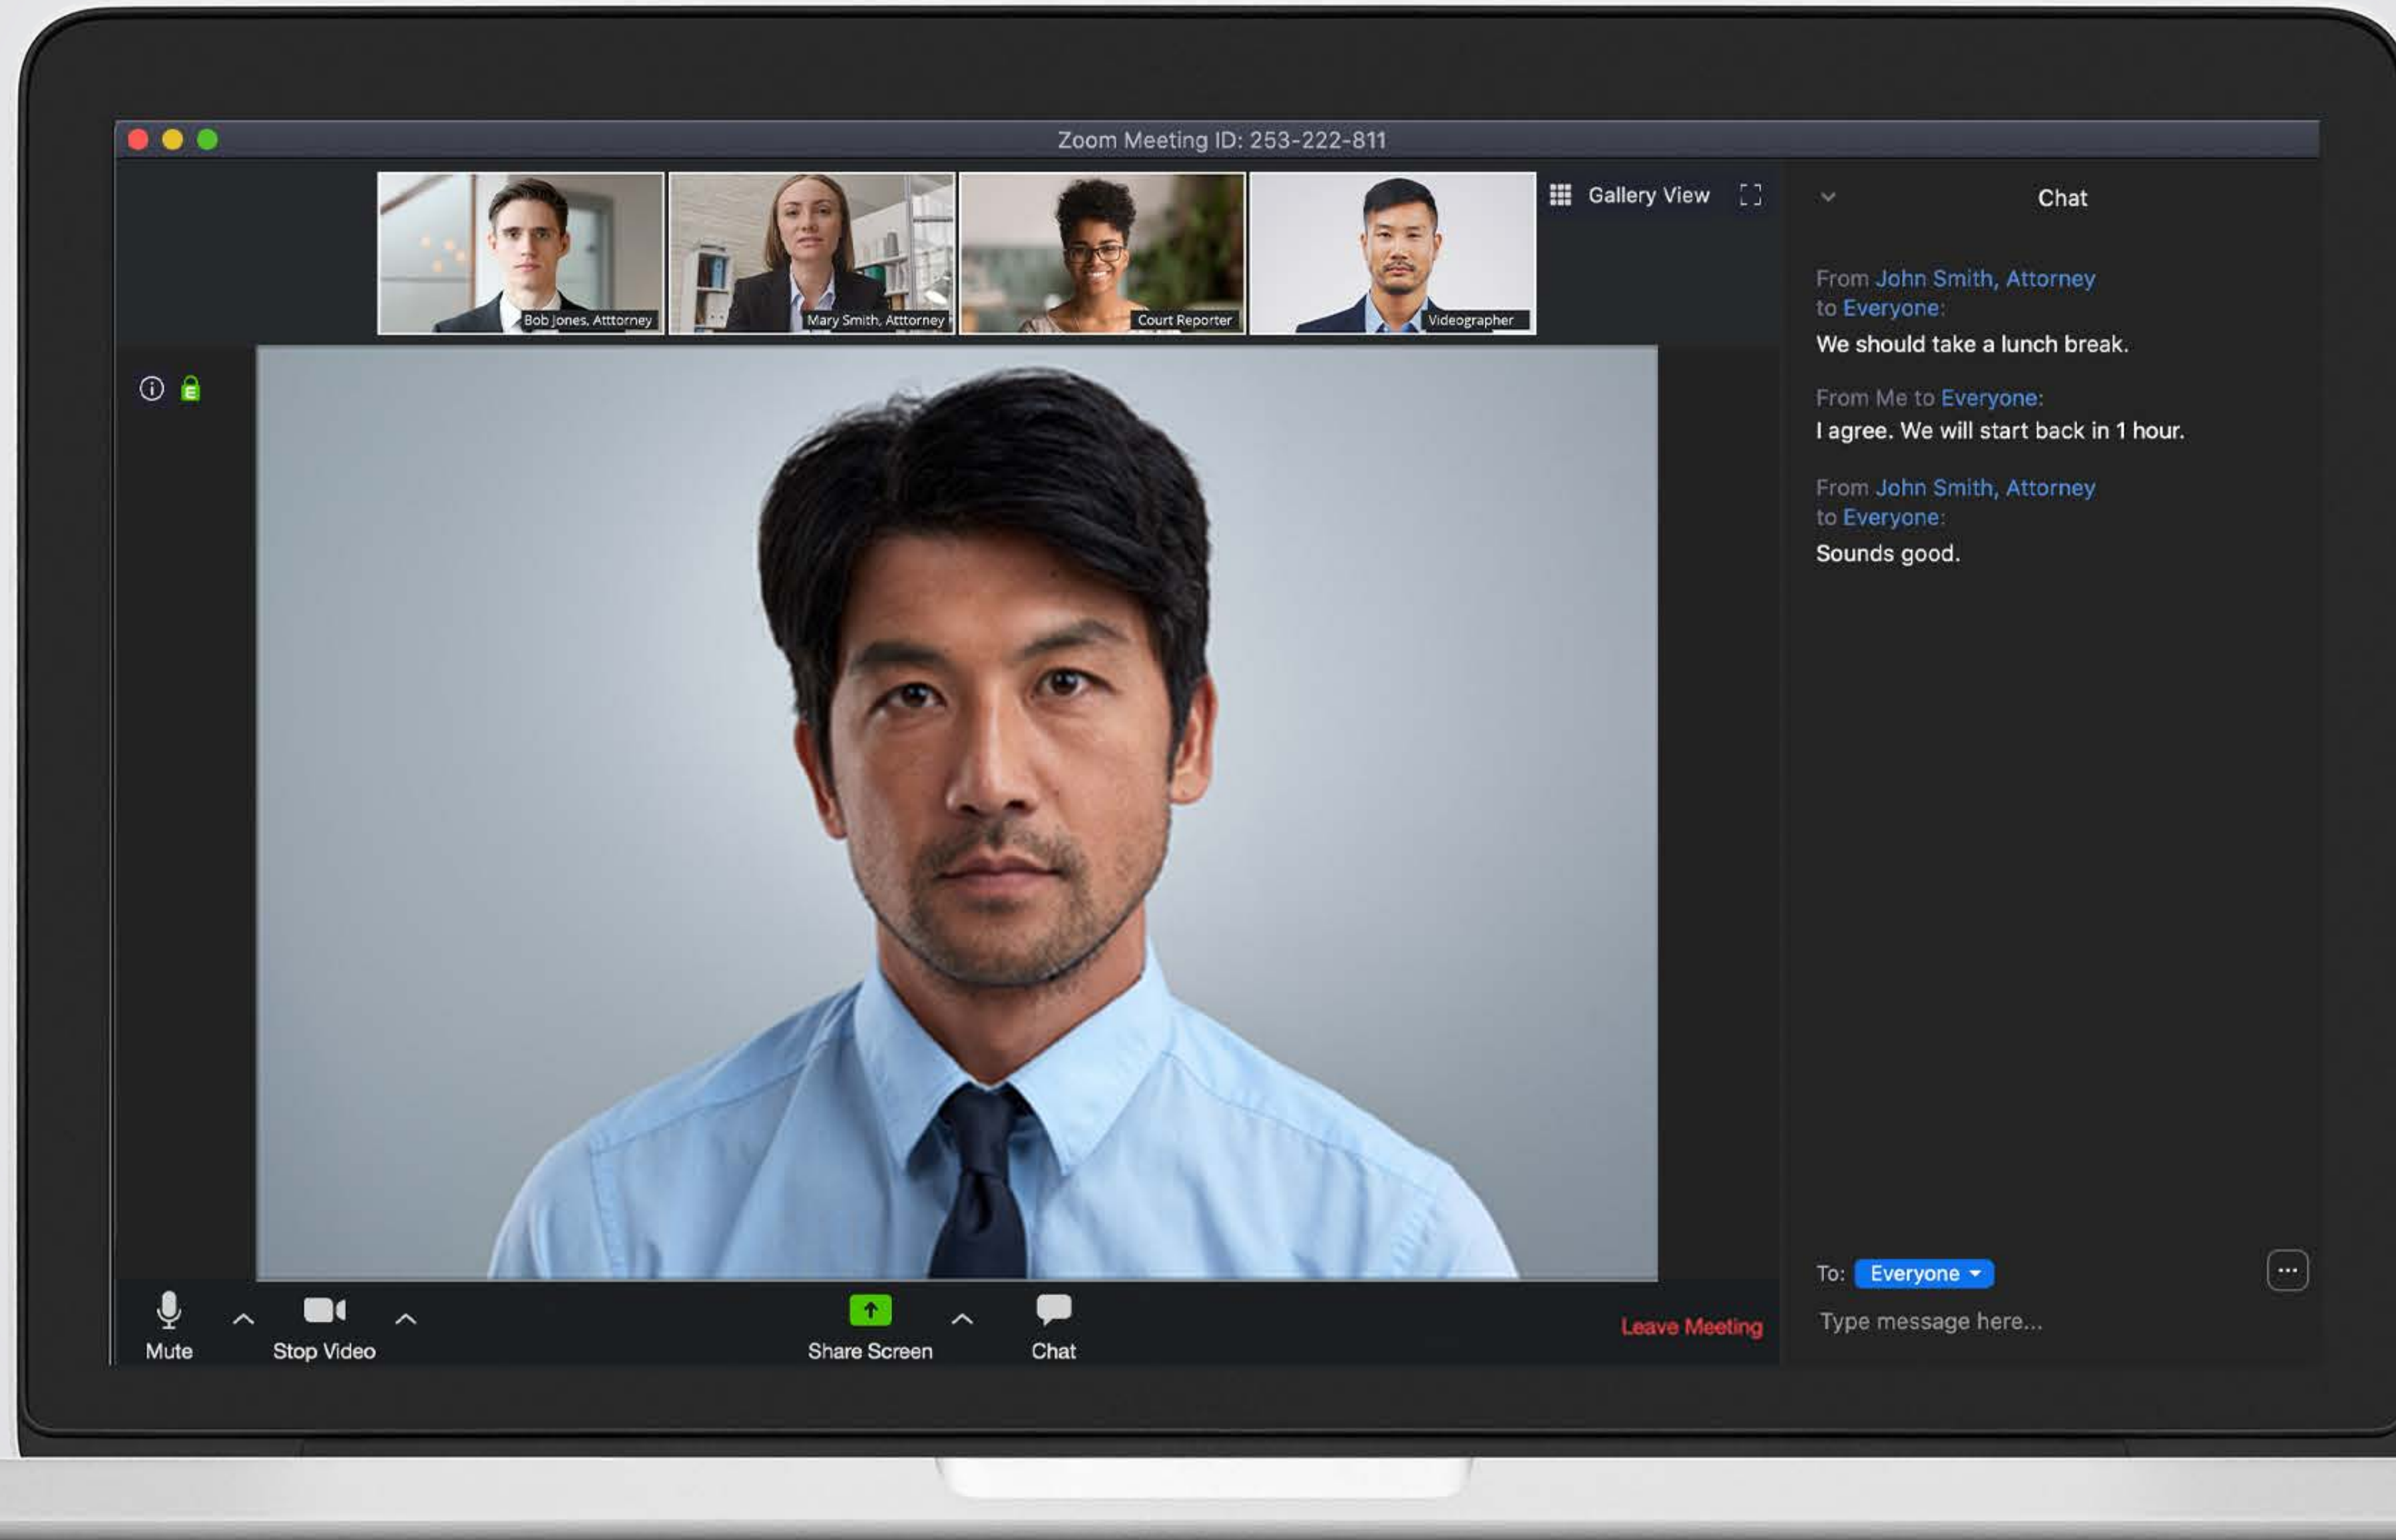 Zoom Meeting ID: 253-222-811
Bob Jones, Atttorney
Mary Smith, Atttorney
Court Reporter
Videographer
Gallery View
Chat
From John Smith, Attorney
to Everyone:
We should take a lunch break.
From Me to Everyone:
I agree. We will start back in 1 hour.
From John Smith, Attorney
to Everyone:
Sounds good.
To: Everyone
Type message here...
Mute
Stop Video
Share Screen
Chat
Leave Meeting